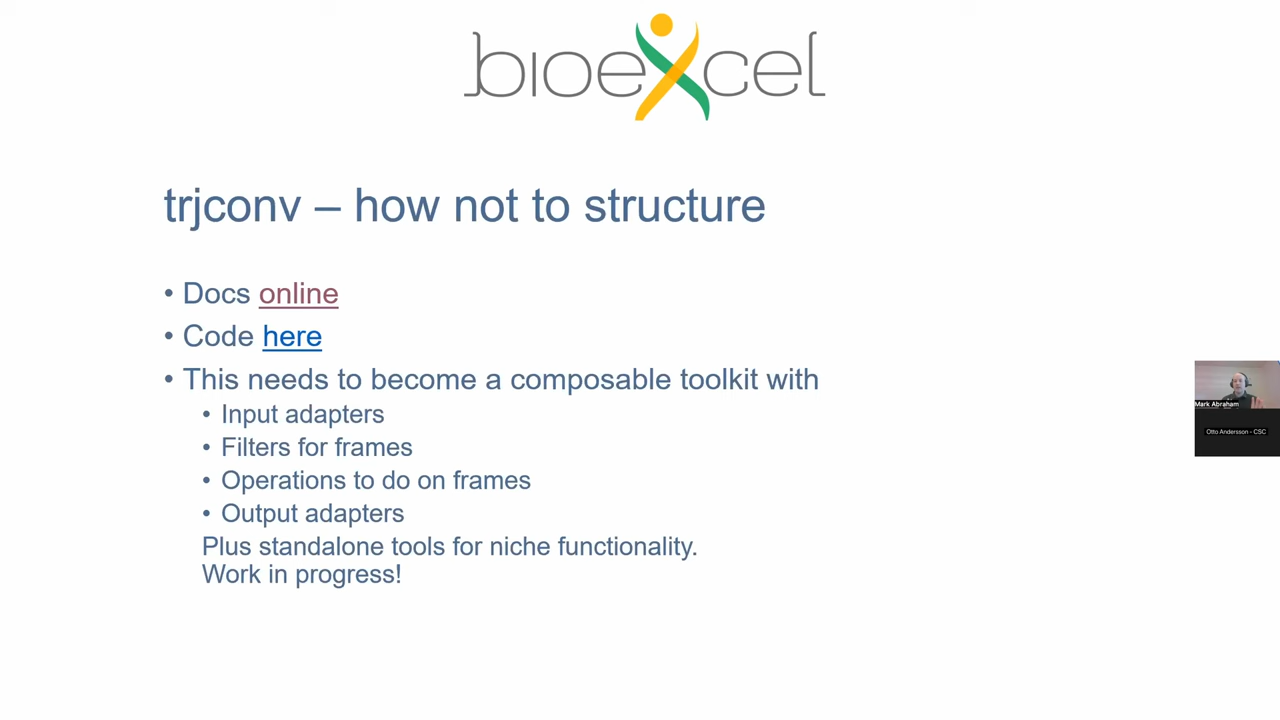 bioexcel
trjconv – how not to structure
• Docs online
• Code here
• This needs to become a composable toolkit with
• Input adapters
• Filters for frames
• Operations to do on frames
• Output adapters
Plus standalone tools for niche functionality.
Work in progress!
Mark Abraham
Otto Andersson - CSC